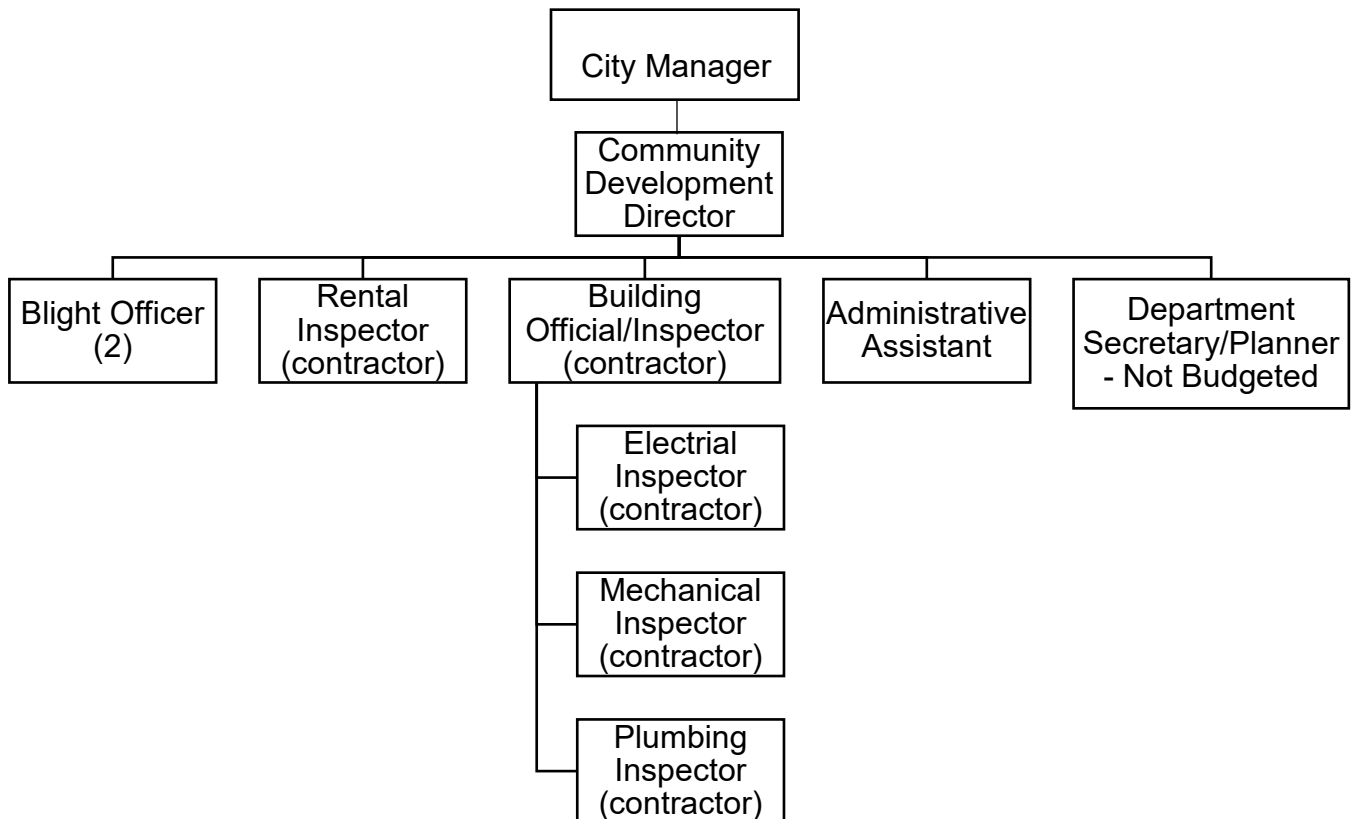 City Manager
Community
Development
Director
Blight Officer
(2)
Rental
Inspector
(contractor)
Building
Official/Inspector
(contractor)
Administrative
Assistant
Department
Secretary/Planner
- Not Budgeted
Electrial
Inspector
(contractor)
Mechanical
Inspector
(contractor)
Plumbing
Inspector
(contractor)